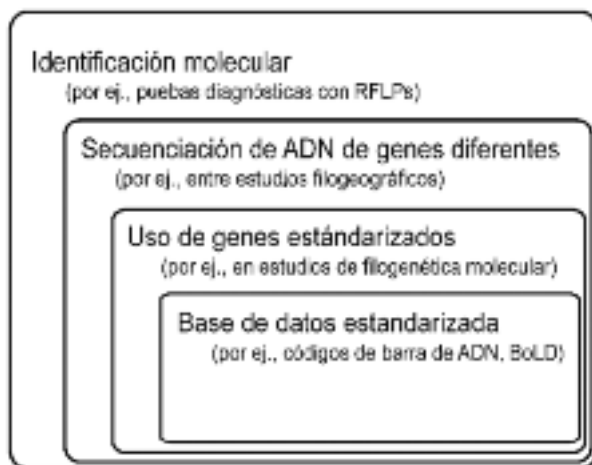 Identificación molecular
(por ej., puebas diagnósticas con RFLPs)
Secuenciación de ADN de genes diferentes
(por ej., entre estudios filogeográficos)
Uso de genes estándarizados
(por ej., en estudios de filogenética molecular)
Base de datos estandarizada
(por ej., códigos de barra de ADN, BoLD)